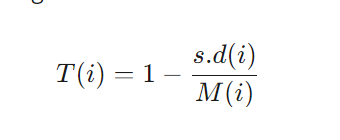 T(i) = 1 − s.d(i) / M(i)